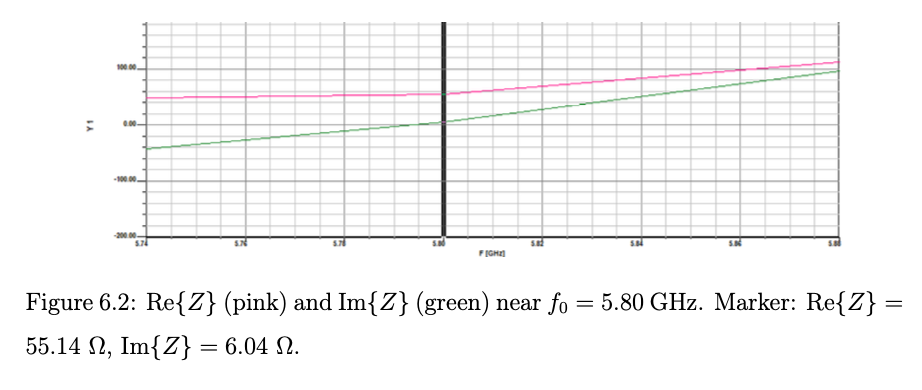 100.00
Y1
0.00
-100.00
-200.00
5.74 5.76 5.78 5.80 5.82 5.84 5.86 5.88
F [GHz]
Figure 6.2: Re{Z} (pink) and Im{Z} (green) near f₀ = 5.80 GHz. Marker: Re{Z} =
55.14 Ω, Im{Z} = 6.04 Ω.